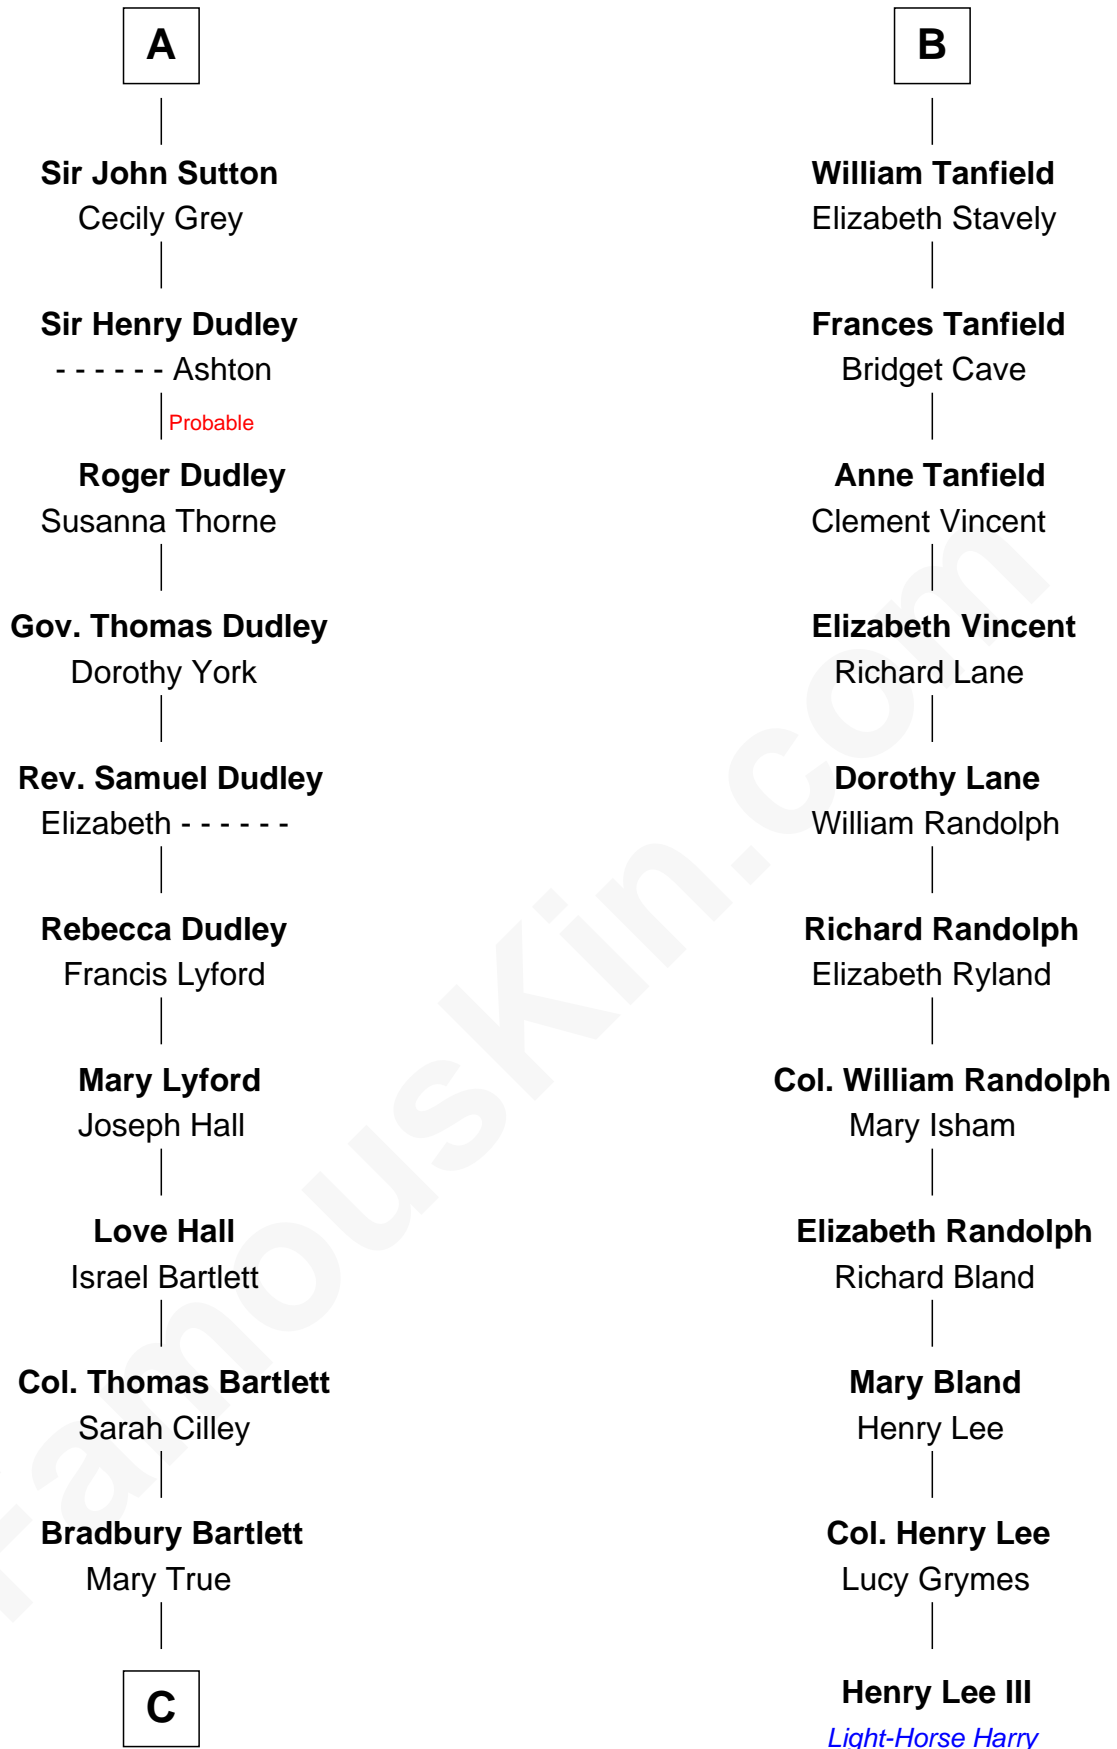 A
Sir John Sutton
Cecily Grey
Sir Henry Dudley
- - - - - - Ashton
Probable
Roger Dudley
Susanna Thorne
Gov. Thomas Dudley
Dorothy York
Rev. Samuel Dudley
Elizabeth - - - - - -
Rebecca Dudley
Francis Lyford
Mary Lyford
Joseph Hall
Love Hall
Israel Bartlett
Col. Thomas Bartlett
Sarah Cilley
Bradbury Bartlett
Mary True
C
B
William Tanfield
Elizabeth Stavely
Frances Tanfield
Bridget Cave
Anne Tanfield
Clement Vincent
Elizabeth Vincent
Richard Lane
Dorothy Lane
William Randolph
Richard Randolph
Elizabeth Ryland
Col. William Randolph
Mary Isham
Elizabeth Randolph
Richard Bland
Mary Bland
Henry Lee
Col. Henry Lee
Lucy Grymes
Henry Lee III
Light-Horse Harry
FamousKin.com